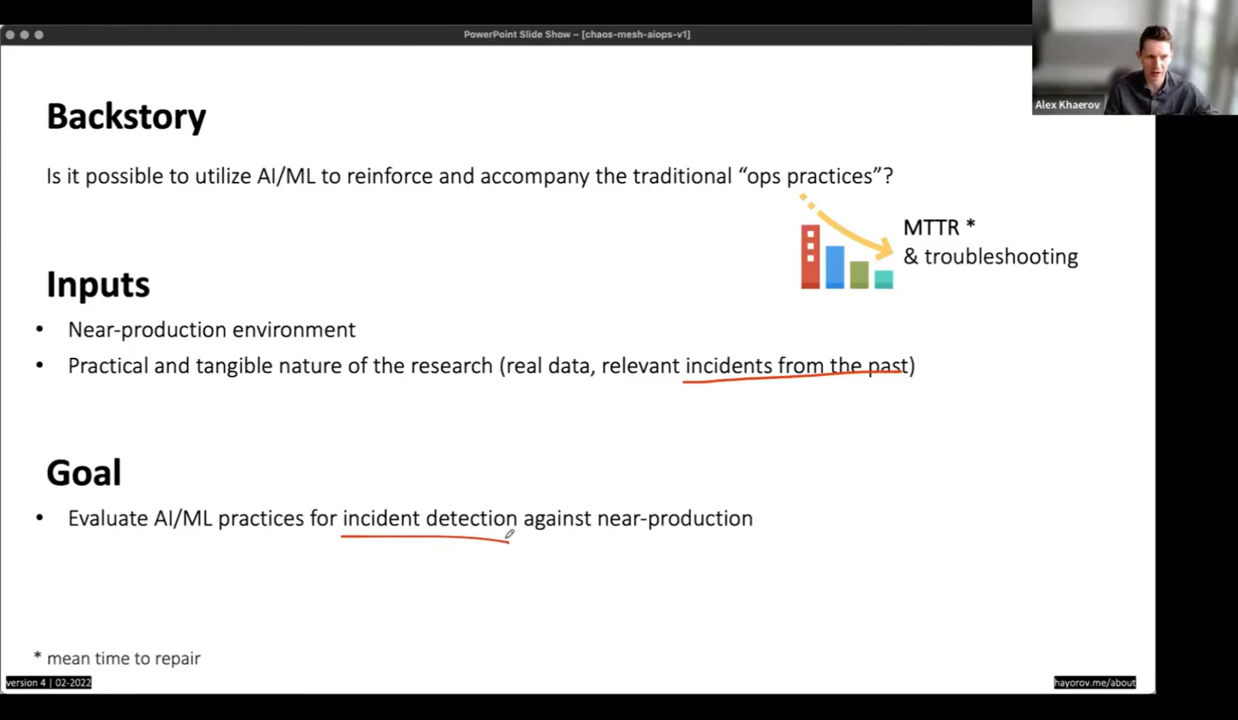 PowerPoint Slide Show – [chaos-mesh-aiops-v1]
Alex Khaerov
Backstory
Is it possible to utilize AI/ML to reinforce and accompany the traditional “ops practices”?
MTTR *
& troubleshooting
Inputs
• Near-production environment
• Practical and tangible nature of the research (real data, relevant incidents from the past)
Goal
• Evaluate AI/ML practices for incident detection against near-production
* mean time to repair
version 4 | 02-2022
hayorov.me/about